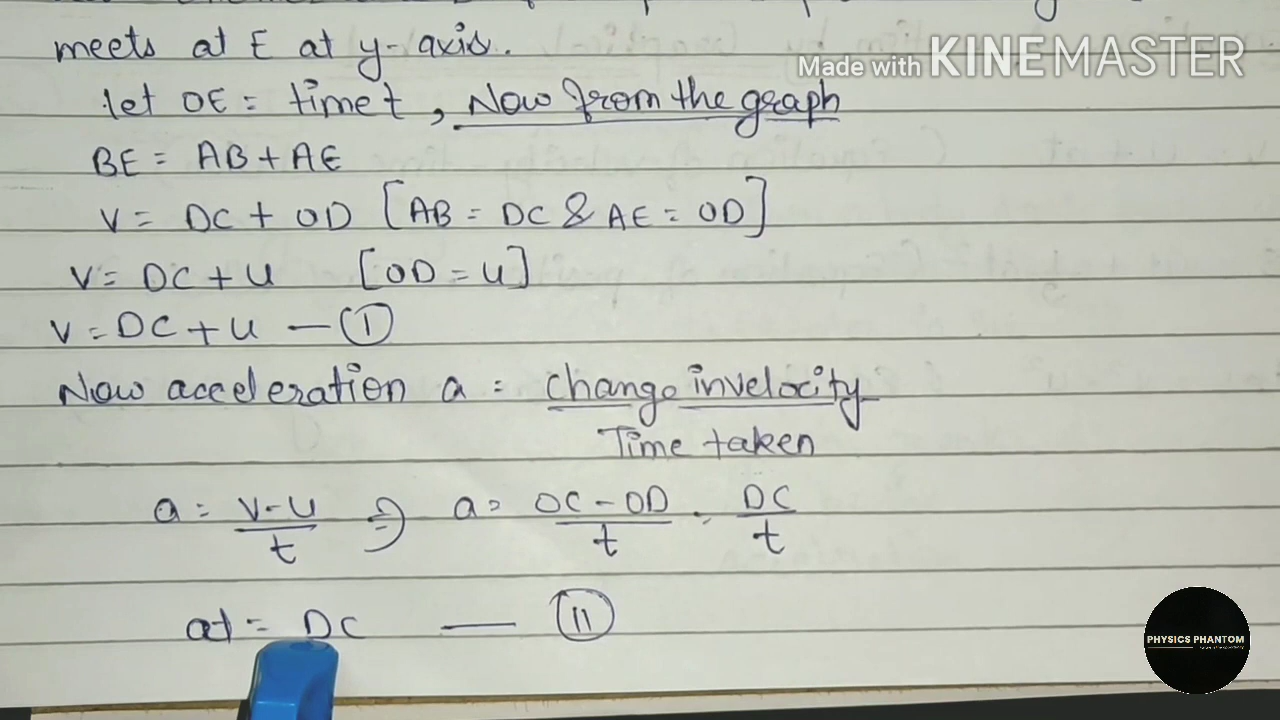 meets at E at y-axis.
Made with KINEMASTER
let OE = time t, Now from the graph
BE = AB + AE
V = DC + OD [AB = DC & AE = OD]
V = DC + U [OD = U]
V = DC + U — I
Now acceleration a = change in velocity
Time taken
a = V-U/t ⇒ a = OC - OD/t = DC/t
at = DC — II
PHYSICS PHANTOM